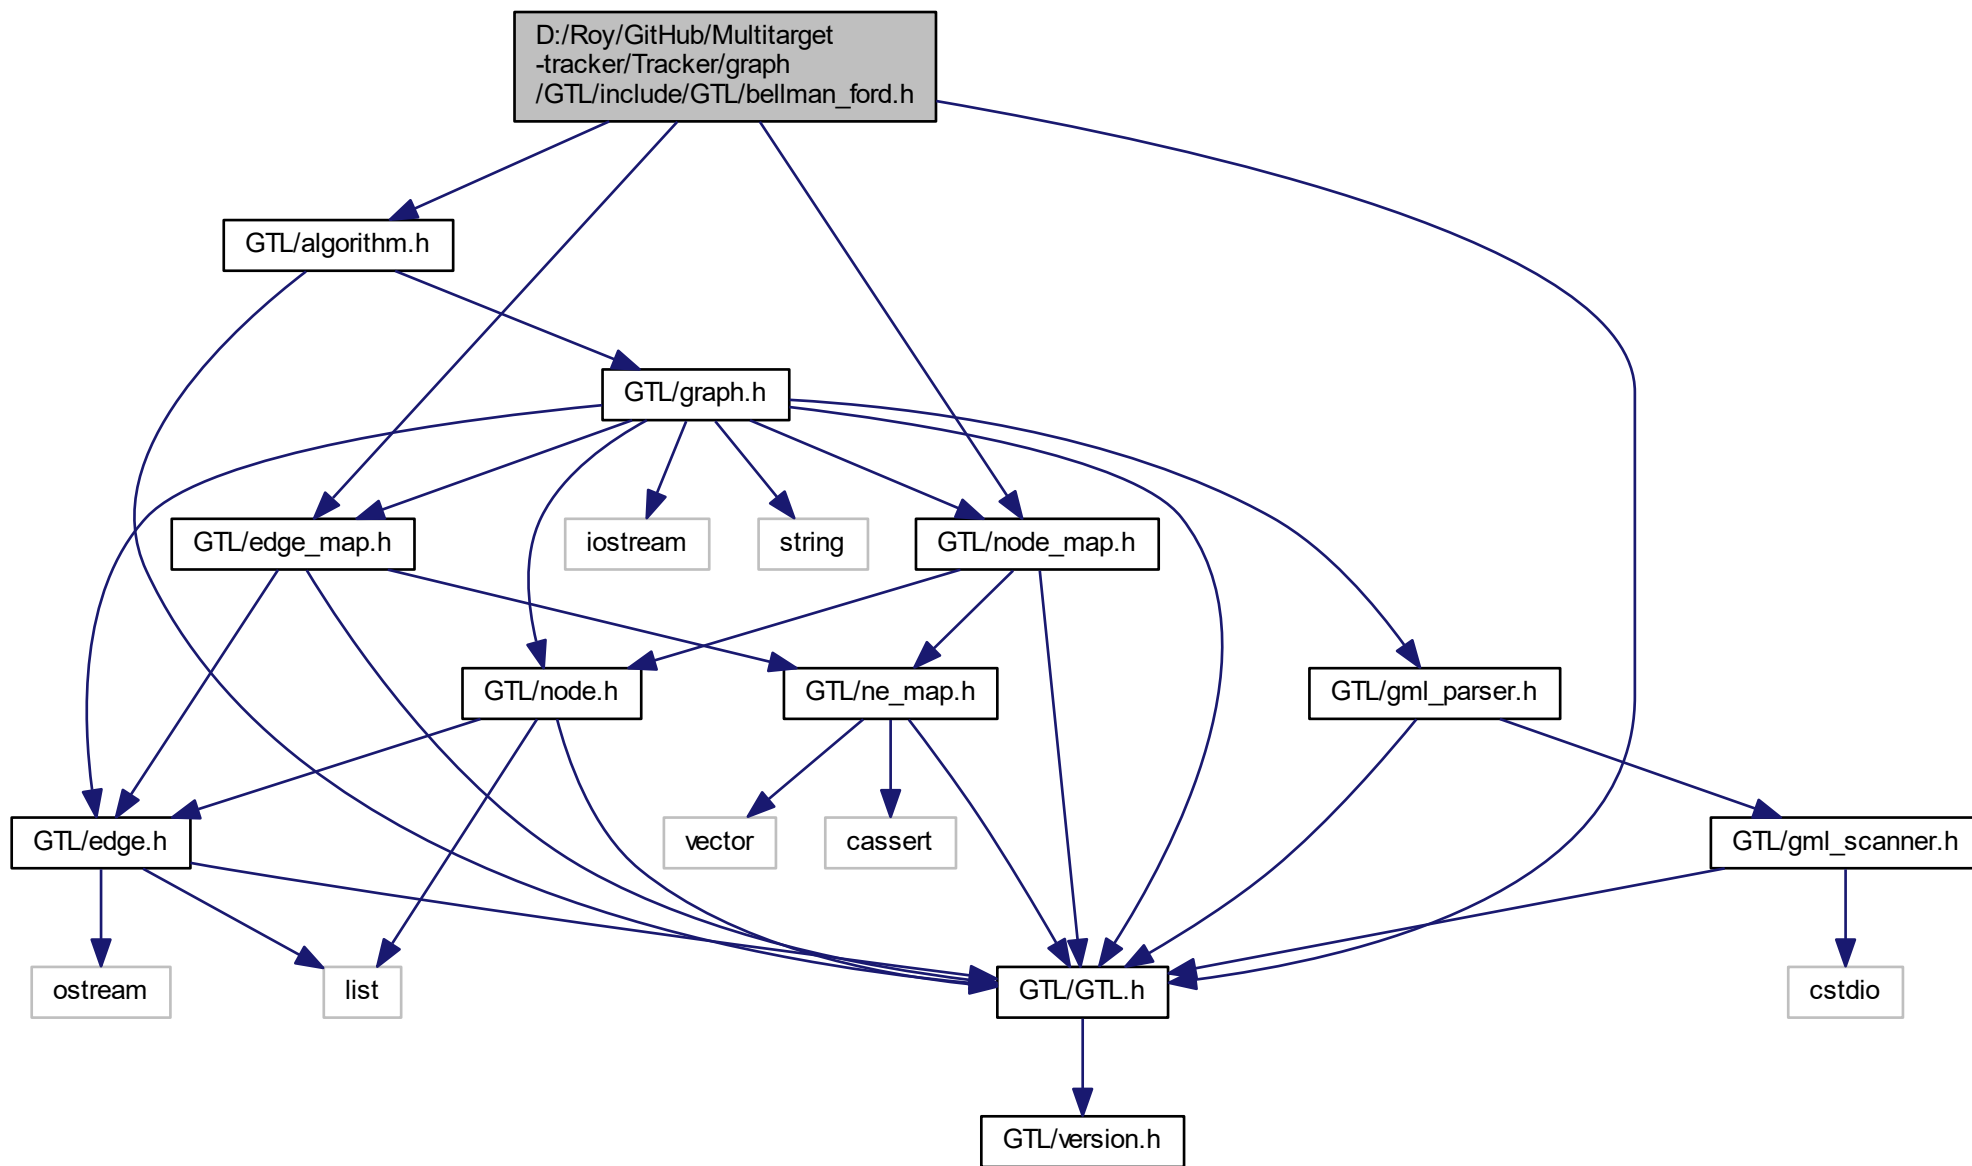 D:/Roy/GitHub/Multitarget
-tracker/Tracker/graph
/GTL/include/GTL/bellman_ford.h
GTL/algorithm.h
GTL/graph.h
GTL/edge_map.h
iostream
string
GTL/node_map.h
GTL/node.h
GTL/ne_map.h
GTL/gml_parser.h
GTL/edge.h
vector
cassert
GTL/gml_scanner.h
ostream
list
GTL/GTL.h
cstdio
GTL/version.h